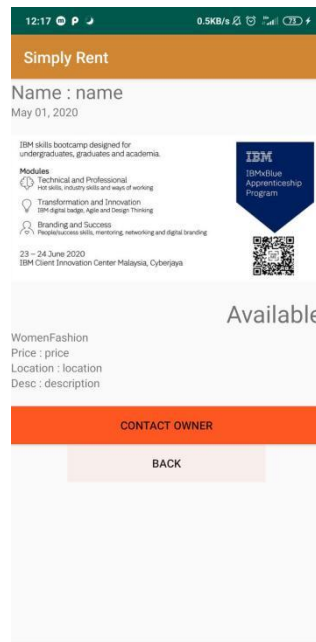 12:17
0.5KB/s
73
Simply Rent
Name : name
May 01, 2020
IBM skills bootcamp designed for
undergraduates, graduates and academia.
Modules
Technical and Professional
Hot skills, industry skills and ways of working
Transformation and Innovation
IBM digital badge, Agile and Design Thinking
Branding and Success
People/success skills, mentoring, networking and digital branding
23 – 24 June 2020
IBM Client Innovation Center Malaysia, Cyberjaya
IBM
IBMxBlue
Apprenticeship
Program
Available
WomenFashion
Price : price
Location : location
Desc : description
CONTACT OWNER
BACK